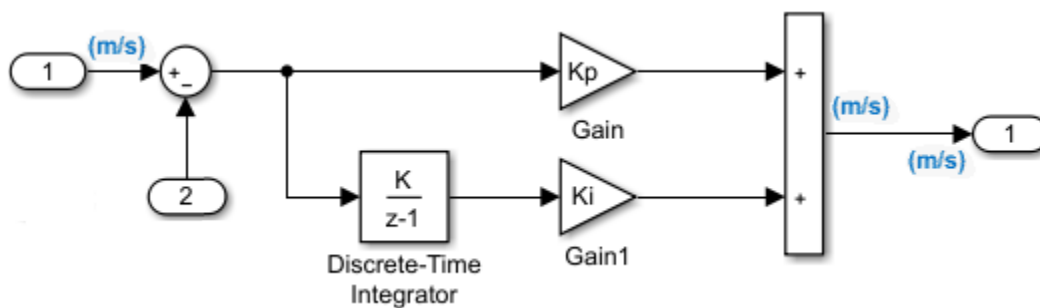 (m/s)
1
+
−
Kp
+
Gain
(m/s)
1
(m/s)
2
K
z-1
Ki
+
Gain1
Discrete-Time
Integrator